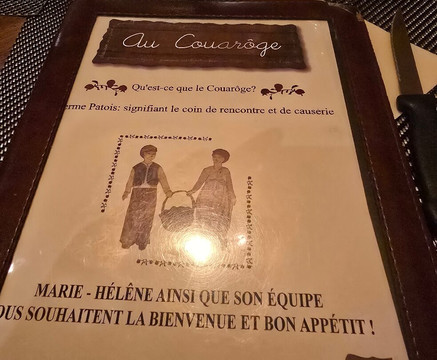 Au Couarôge
Qu'est-ce que le Couarôge?
erme Patois: signifiant le coin de rencontre et de causerie
MARIE - HÉLÊNE AINSI QUE SON ÉQUIPE
OUS SOUHAITENT LA BIENVENUE ET BON APPÉTIT !